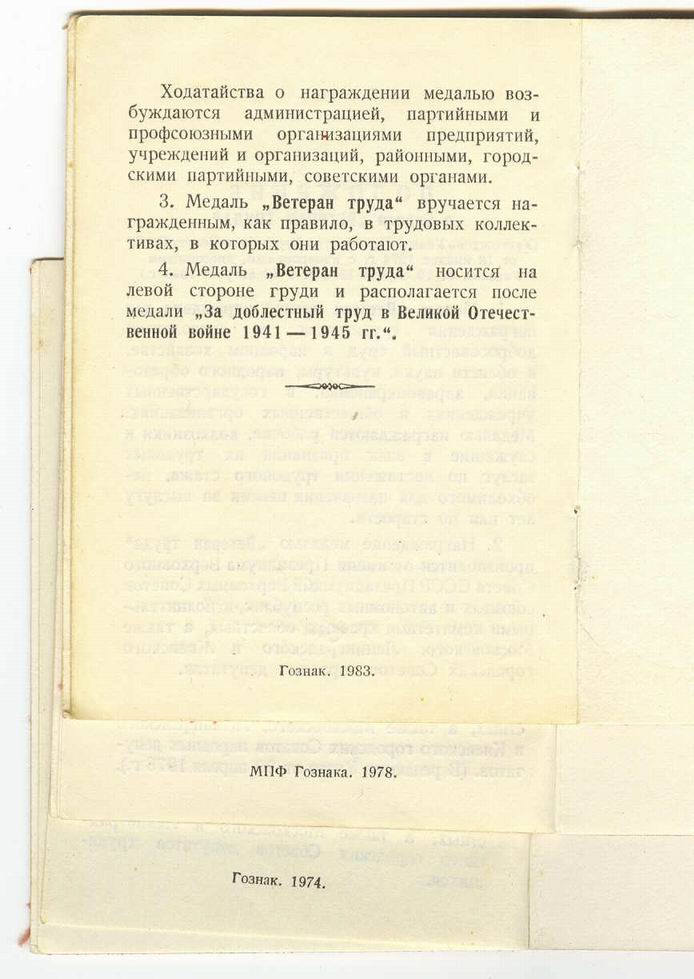 Ходатайства о награждении медалью воз-
буждаются администрацией, партийными и
профсоюзными организациями предприятий,
учреждений и организаций, районными, город-
скими партийными, советскими органами.
3. Медаль „Ветеран труда“ вручается на-
гражденным, как правило, в трудовых коллек-
тивах, в которых они работают.
4. Медаль „Ветеран труда“ носится на
левой стороне груди и располагается после
медали „За доблестный труд в Великой Отечест-
венной войне 1941 — 1945 гг.“.
Гознак. 1983.
МПФ Гознака. 1978.
Гознак. 1974.